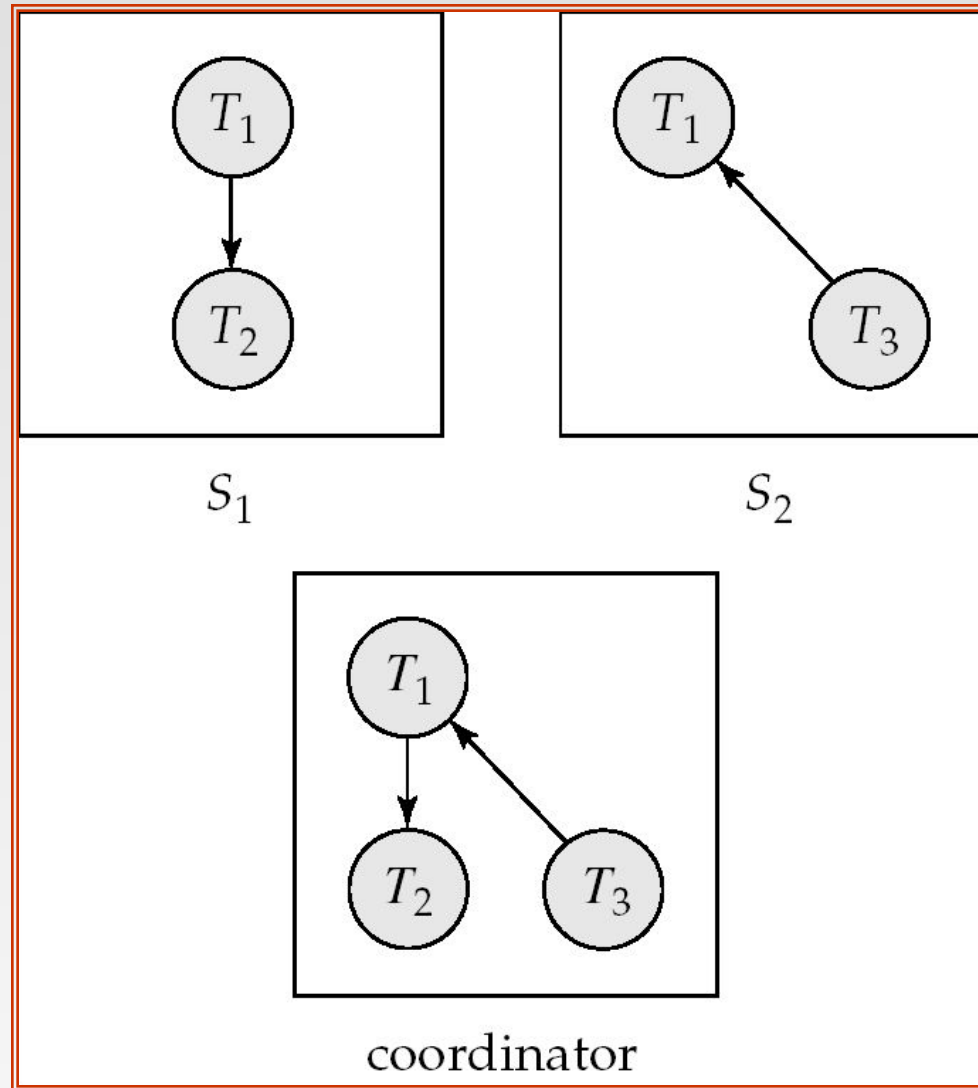 T₁ T₁
T₂ T₃
S₁ S₂
T₁
T₂ T₃
coordinator